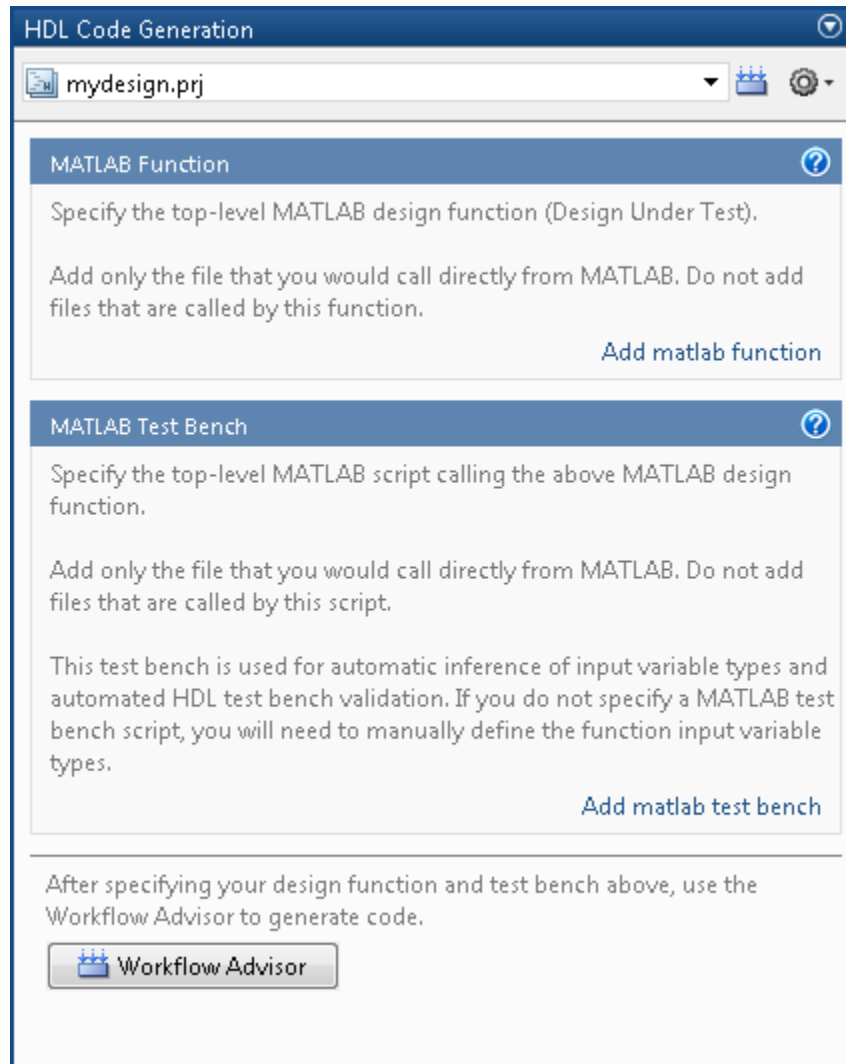 HDL Code Generation
mydesign.prj
MATLAB Function
Specify the top-level MATLAB design function (Design Under Test).
Add only the file that you would call directly from MATLAB. Do not add
files that are called by this function.
Add matlab function
MATLAB Test Bench
Specify the top-level MATLAB script calling the above MATLAB design
function.
Add only the file that you would call directly from MATLAB. Do not add
files that are called by this script.
This test bench is used for automatic inference of input variable types and
automated HDL test bench validation. If you do not specify a MATLAB test
bench script, you will need to manually define the function input variable
types.
Add matlab test bench
After specifying your design function and test bench above, use the
Workflow Advisor to generate code.
Workflow Advisor